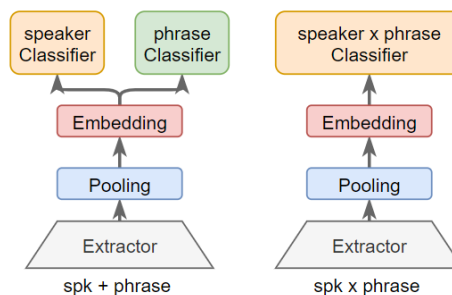 speaker
Classifier
phrase
Classifier
Embedding
Pooling
Extractor
spk + phrase
speaker x phrase
Classifier
Embedding
Pooling
Extractor
spk x phrase